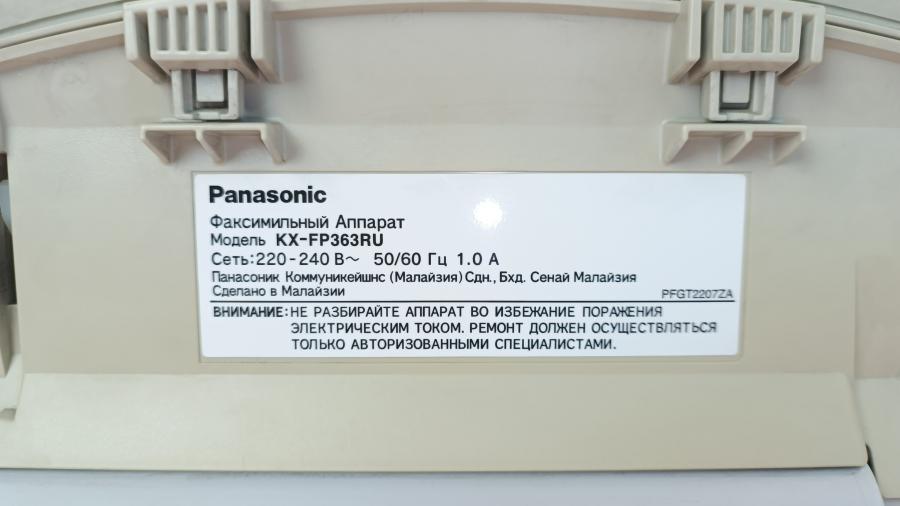 Panasonic
Факсимильный Аппарат
Модель KX-FP363RU
Сеть:220-240 В～ 50/60 Гц 1.0 А
Панасоник Коммуникейшнс (Малайзия) Сдн., Бхд. Сенай Малайзия
Сделано в Малайзии PFGT2207ZA
ВНИМАНИЕ: НЕ РАЗБИРАЙТЕ АППАРАТ ВО ИЗБЕЖАНИЕ ПОРАЖЕНИЯ
ЭЛЕКТРИЧЕСКИМ ТОКОМ. РЕМОНТ ДОЛЖЕН ОСУЩЕСТВЛЯТЬСЯ
ТОЛЬКО АВТОРИЗОВАННЫМИ СПЕЦИАЛИСТАМИ.